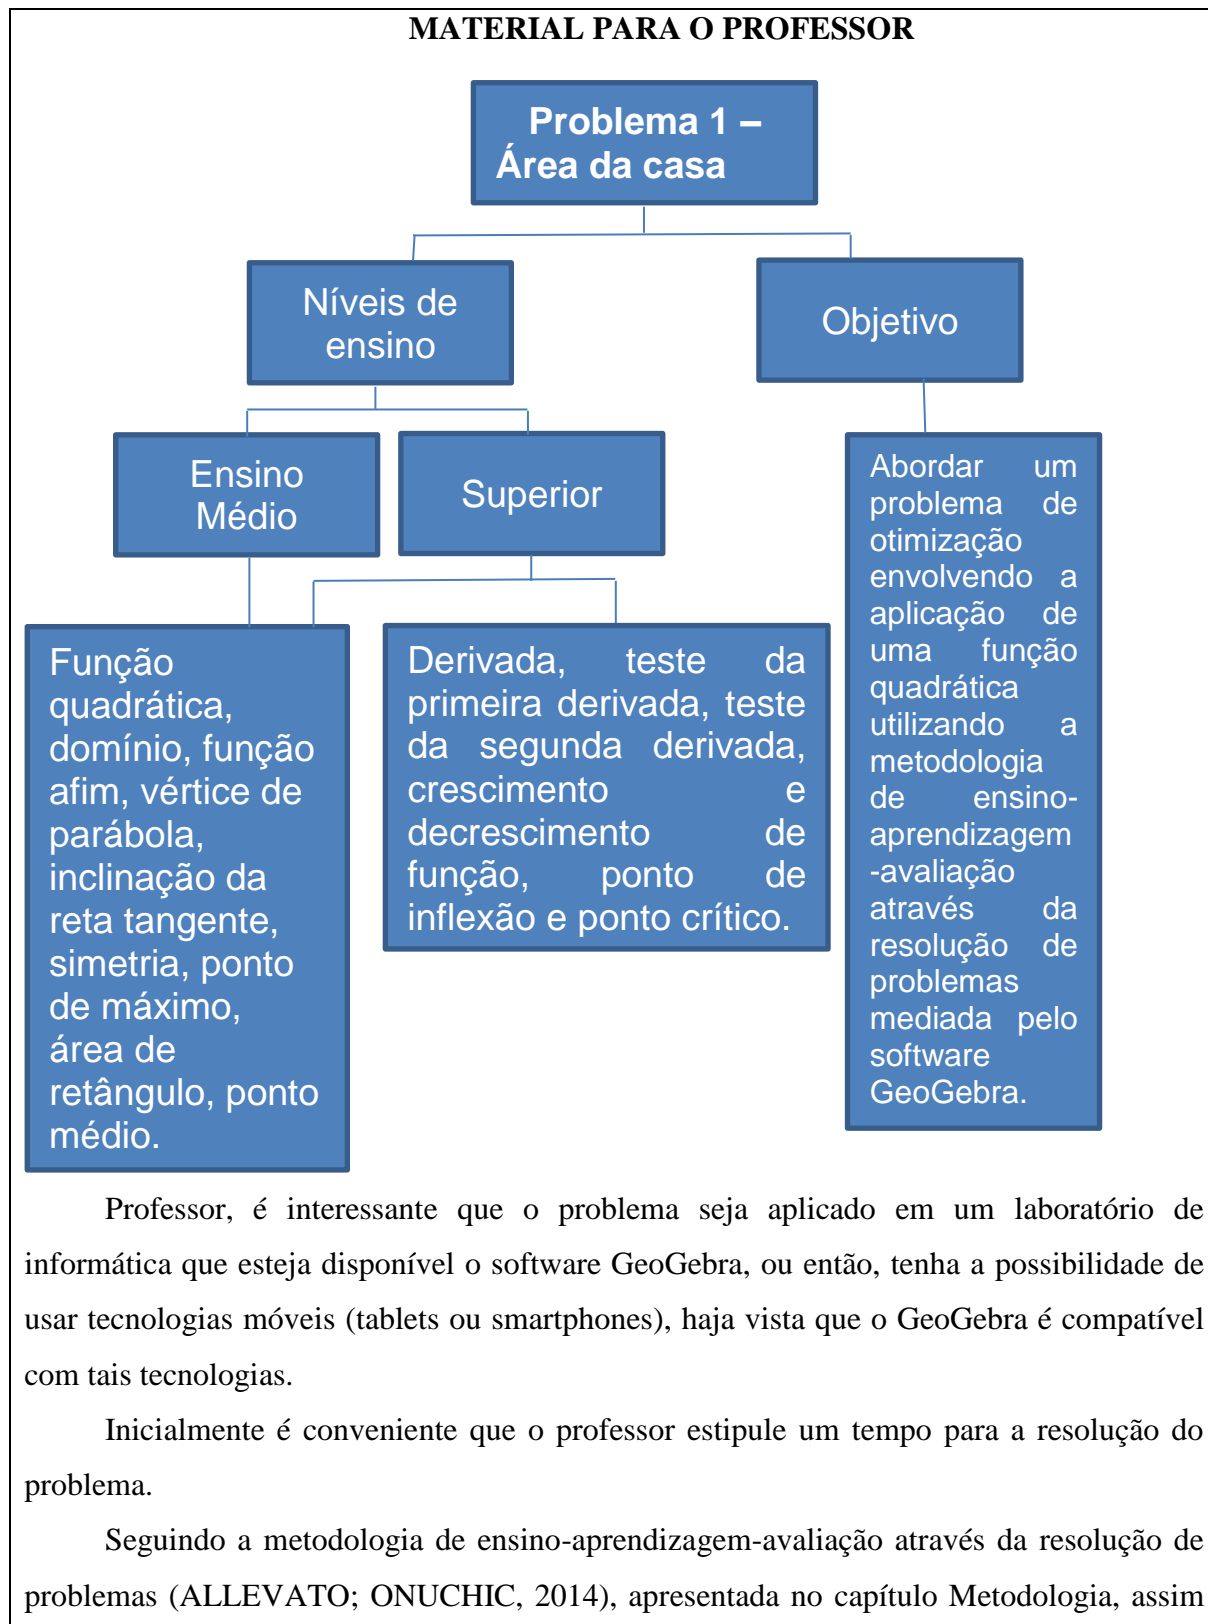 MATERIAL PARA O PROFESSOR
Problema 1 –
Área da casa
Níveis de
ensino
Objetivo
Ensino
Médio
Superior
Função
quadrática,
domínio, função
afim, vértice de
parábola,
inclinação da
reta tangente,
simetria, ponto
de máximo,
área de
retângulo, ponto
médio.
Derivada, teste da
primeira derivada, teste
da segunda derivada,
crescimento e
decrescimento de
função, ponto de
inflexão e ponto crítico.
Abordar um
problema de
otimização
envolvendo a
aplicação de
uma função
quadrática
utilizando a
metodologia
de ensino-
aprendizagem
-avaliação
através da
resolução de
problemas
mediada pelo
software
GeoGebra.
Professor, é interessante que o problema seja aplicado em um laboratório de
informática que esteja disponível o software GeoGebra, ou então, tenha a possibilidade de
usar tecnologias móveis (tablets ou smartphones), haja vista que o GeoGebra é compatível
com tais tecnologias.
Inicialmente é conveniente que o professor estipule um tempo para a resolução do
problema.
Seguindo a metodologia de ensino-aprendizagem-avaliação através da resolução de
problemas (ALLEVATO; ONUCHIC, 2014), apresentada no capítulo Metodologia, assim